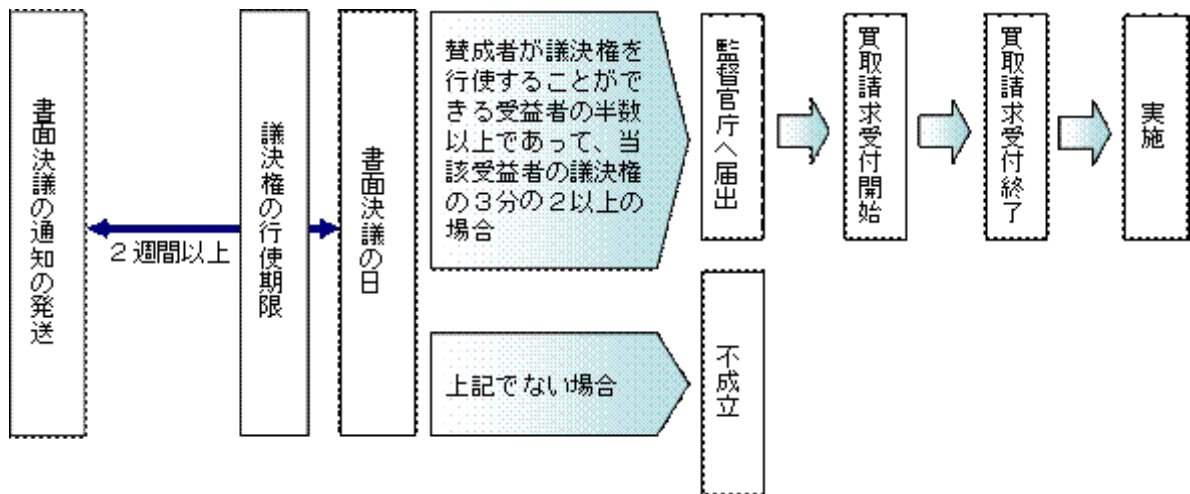 書面決議の通知の発送
２週間以上
議決権の行使期限
書面決議の日
賛成者が議決権を
行使することがで
きる受益者の半数
以上であって、当
該受益者の議決権
の３分の２以上の
場合
監督官庁へ届出
買取請求受付開始
買取請求受付終了
実施
上記でない場合
不成立